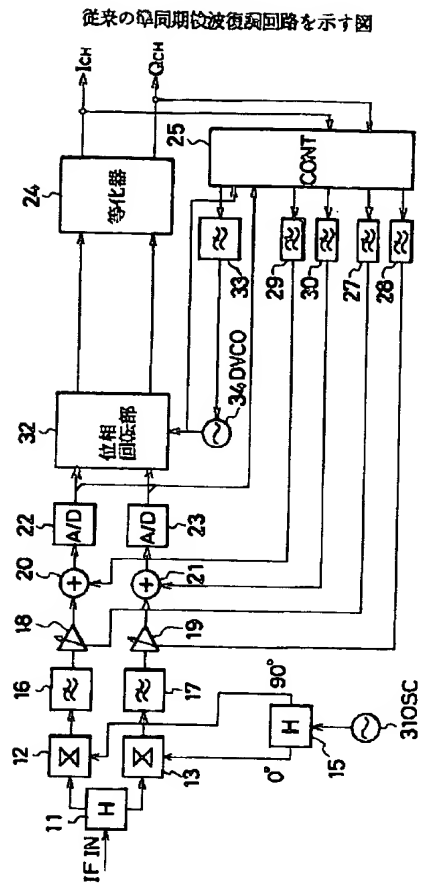 従来の準同期検波復調回路を示す図
IF IN
11
H
12
13
16
17
18
19
20
+
21
+
22
A/D
23
A/D
32
位相
回転部
24
等化器
ICH
QCH
25
CONT
33
34 DVCO
29
30
27
28
0°
90°
H
15
31 OSC